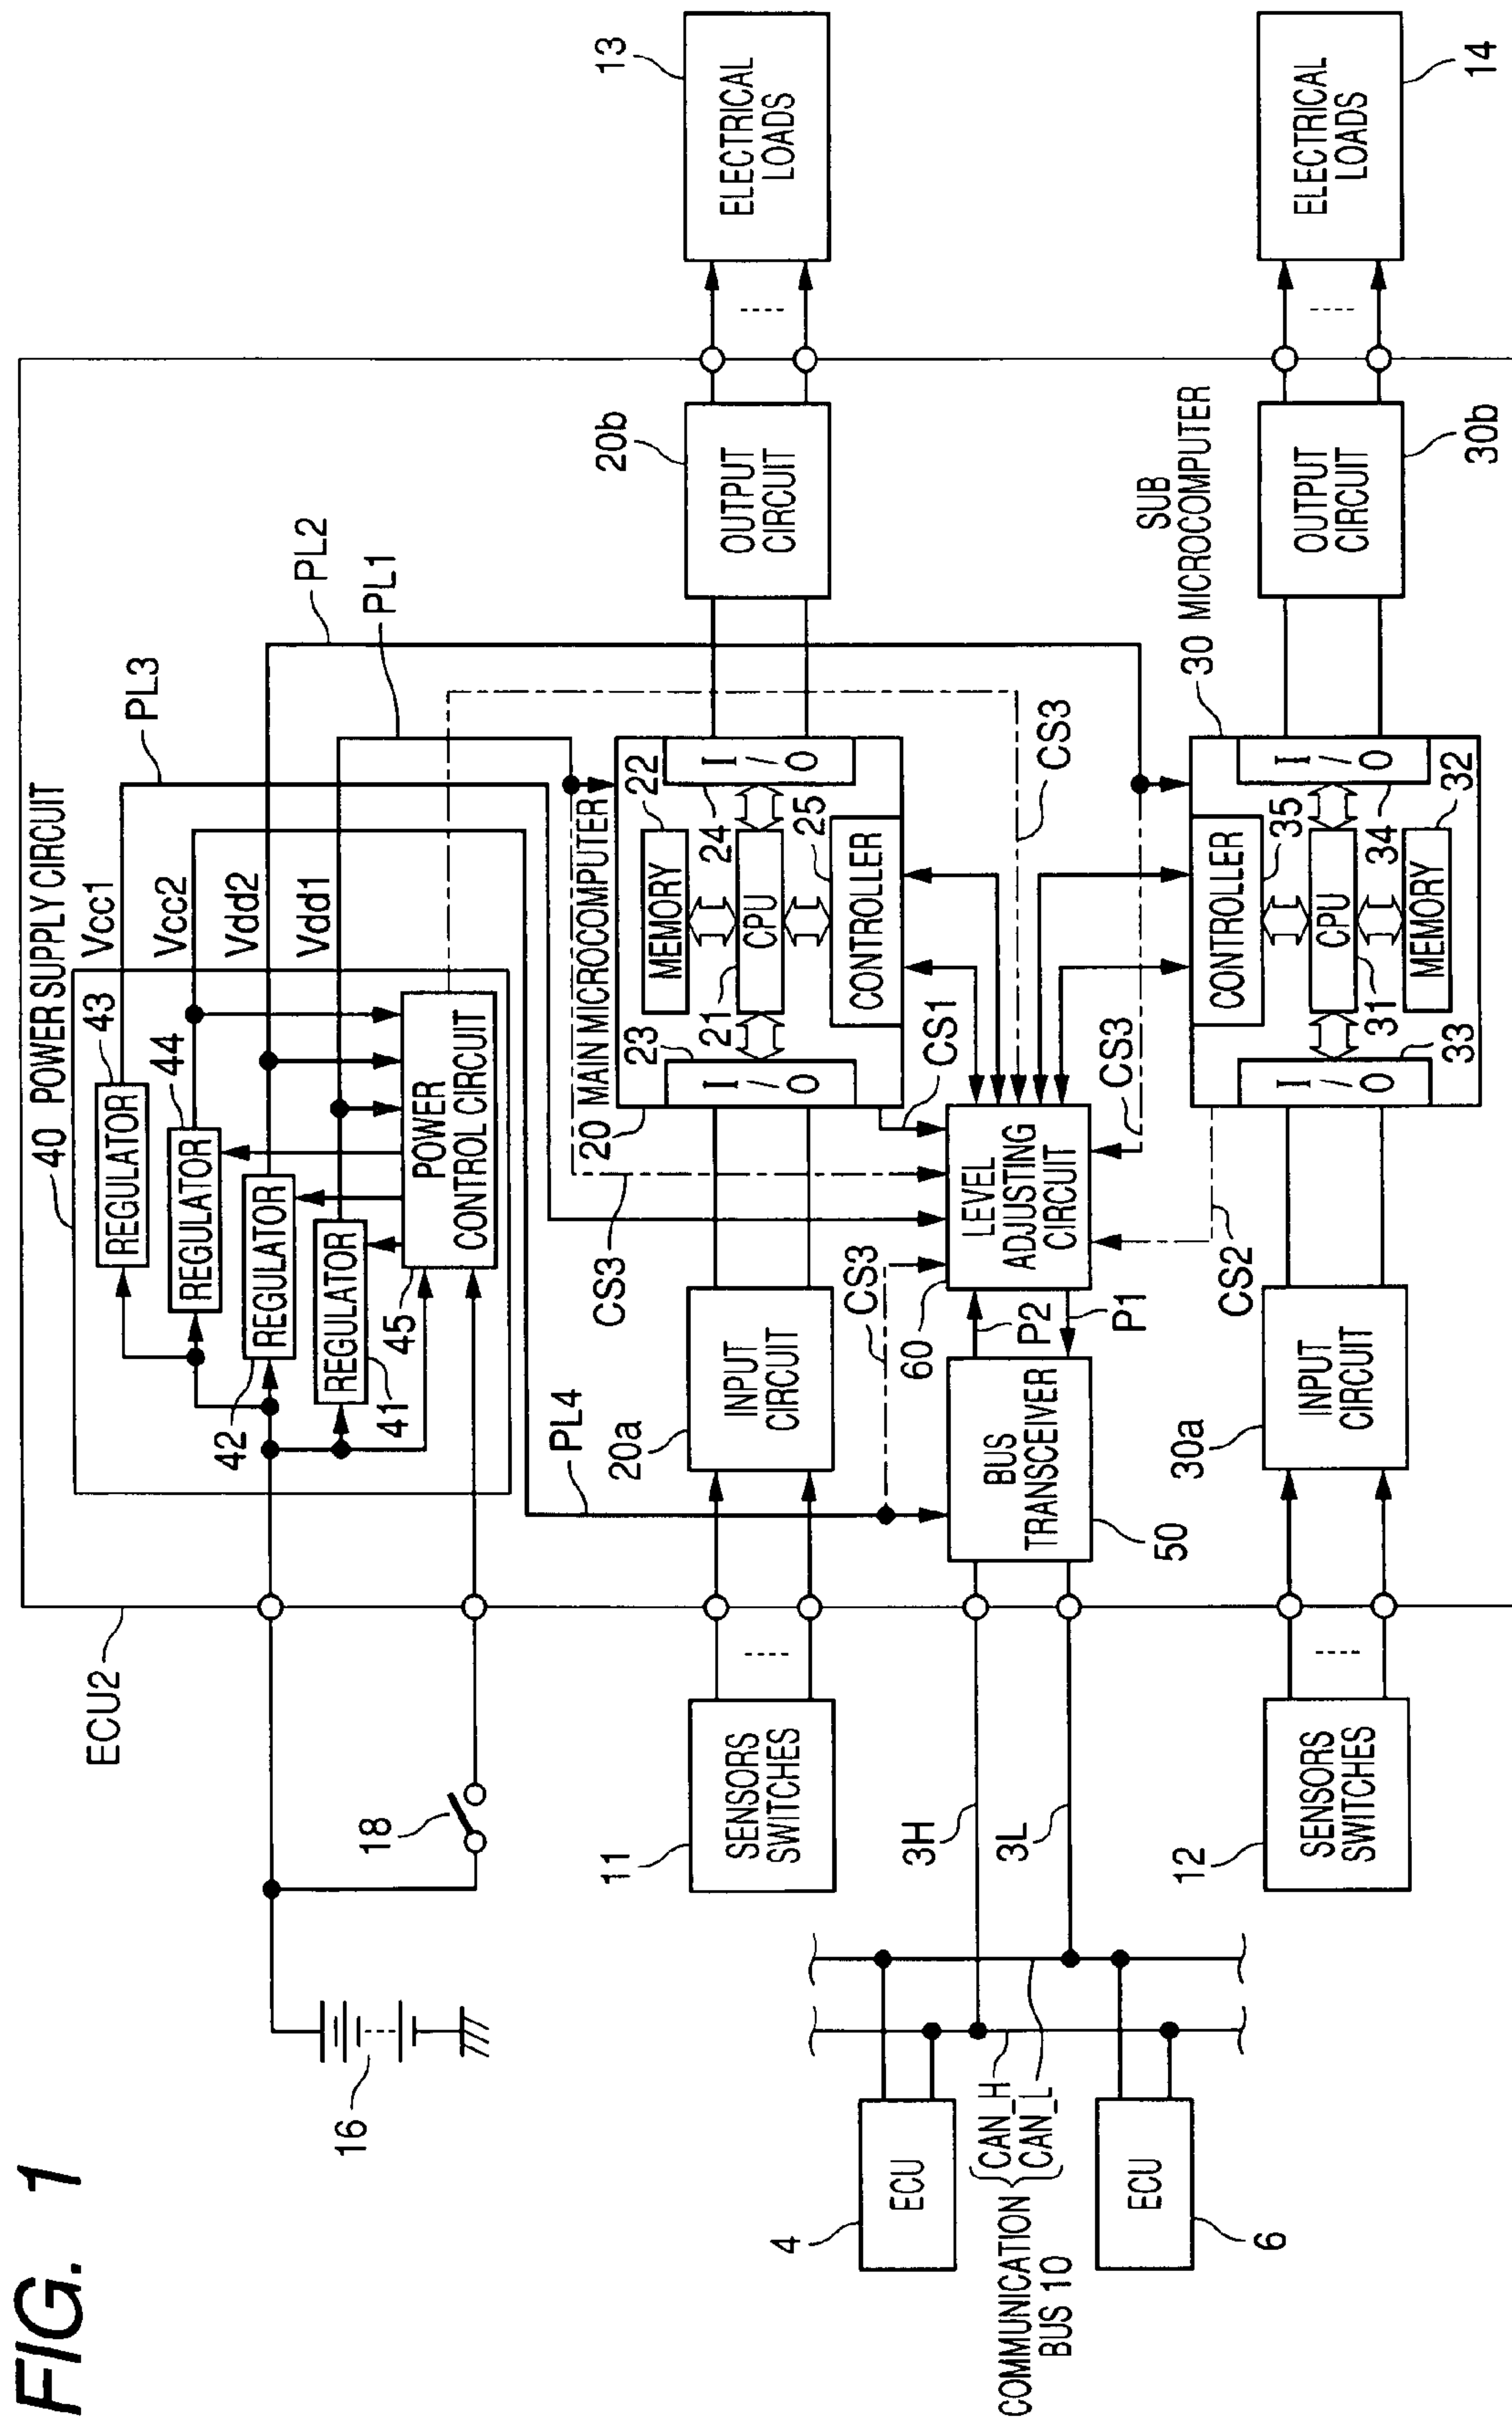 FIG. 1
40 POWER SUPPLY CIRCUIT
Vcc1
PL3
Vcc2
Vdd2
PL2
Vdd1
PL1
43
REGULATOR
44
REGULATOR
42
REGULATOR
41
REGULATOR
45
POWER
CONTROL CIRCUIT
ECU2
16
18
PL4
CS3
20 MAIN MICROCOMPUTER
22
MEMORY
21
CPU
23
I/O
24
I/O
25
CONTROLLER
11
SENSORS
SWITCHES
20a
INPUT
CIRCUIT
20b
OUTPUT
CIRCUIT
13
ELECTRICAL
LOADS
CS3
CS1
CS3
4
ECU
COMMUNICATION
BUS 10
CAN_H
CAN_L
6
ECU
3H
3L
BUS
TRANSCEIVER
50
P2
P1
60
LEVEL
ADJUSTING
CIRCUIT
CS3
CS2
30
SUB
MICROCOMPUTER
35
CONTROLLER
31
CPU
33
I/O
34
I/O
32
MEMORY
12
SENSORS
SWITCHES
30a
INPUT
CIRCUIT
30b
OUTPUT
CIRCUIT
14
ELECTRICAL
LOADS